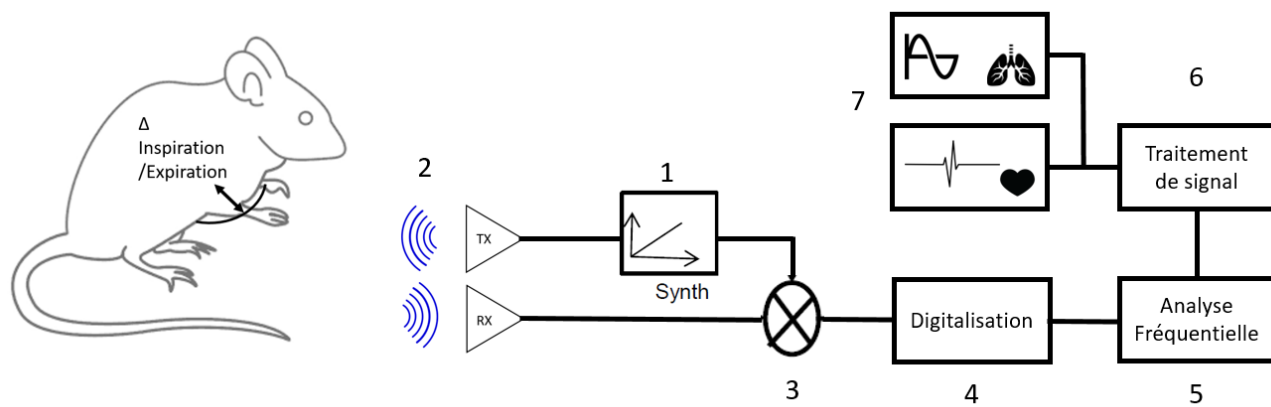 Δ
Inspiration
/Expiration
2
TX
RX
1
Synth
3
7
6
Traitement
de signal
Digitalisation
4
Analyse
Fréquentielle
5